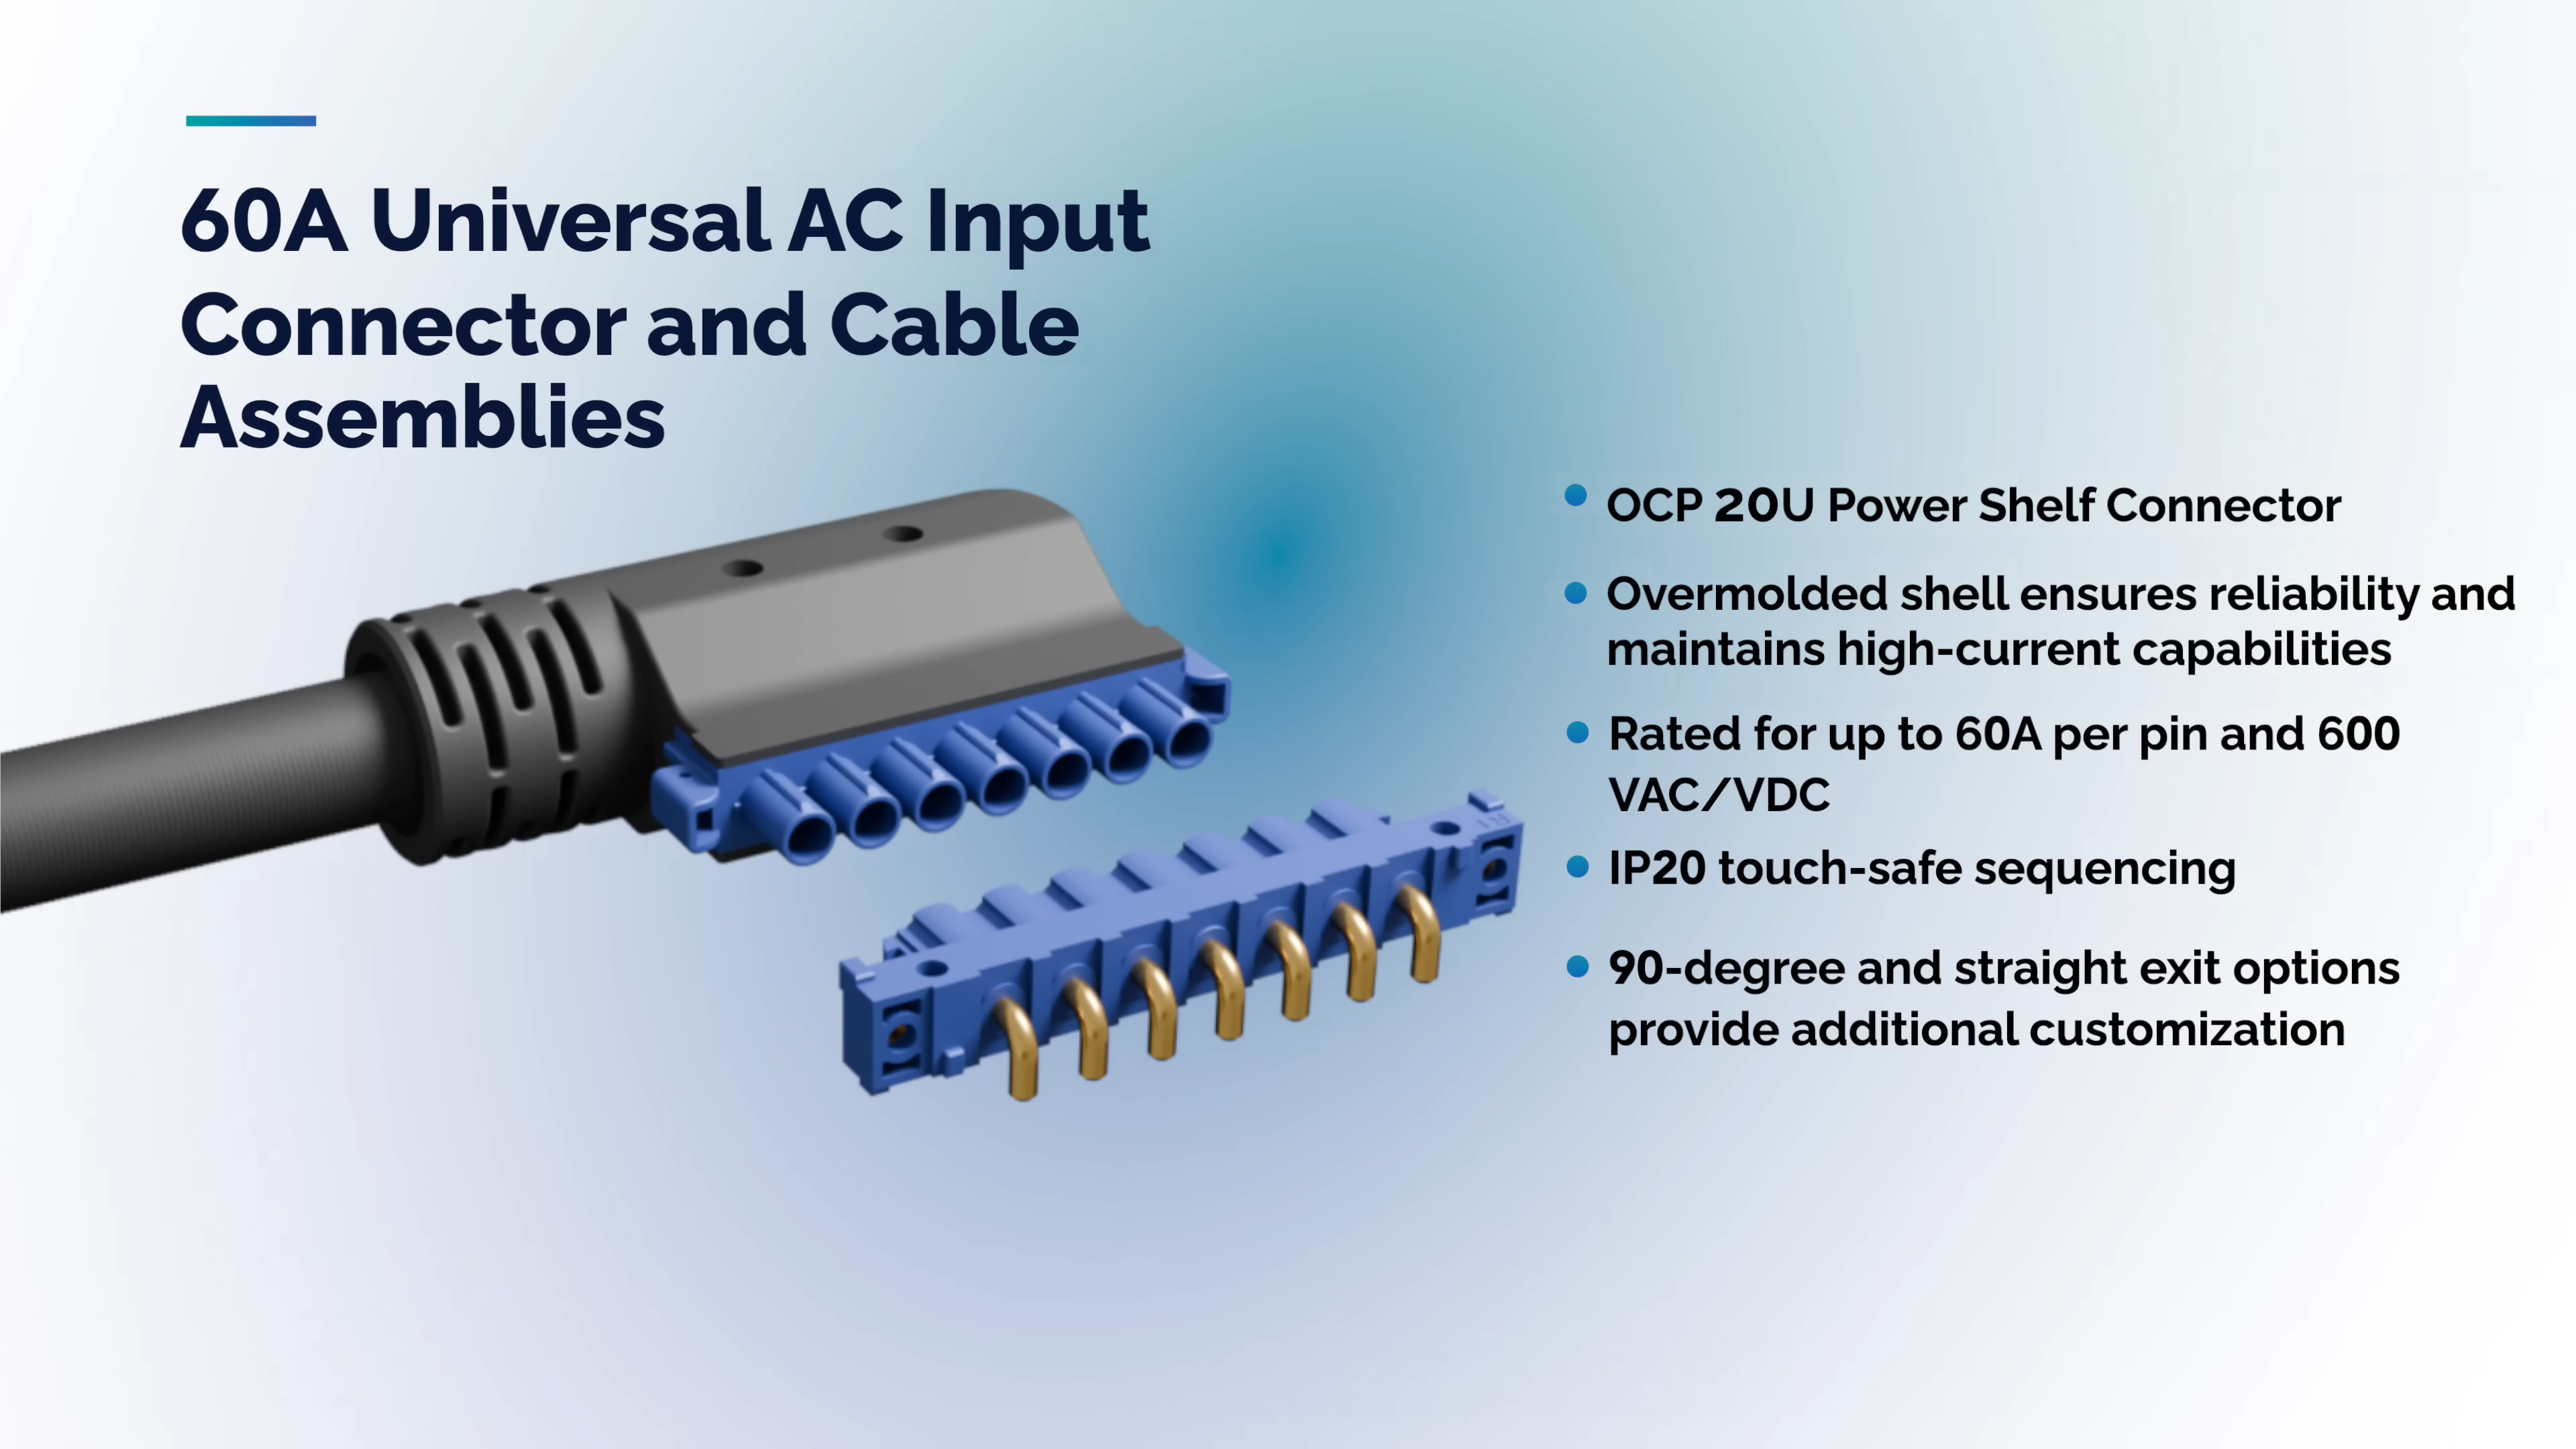 60A Universal AC Input
Connector and Cable
Assemblies
OCP 20U Power Shelf Connector
Overmolded shell ensures reliability and
maintains high-current capabilities
Rated for up to 60A per pin and 600
VAC/VDC
IP20 touch-safe sequencing
90-degree and straight exit options
provide additional customization